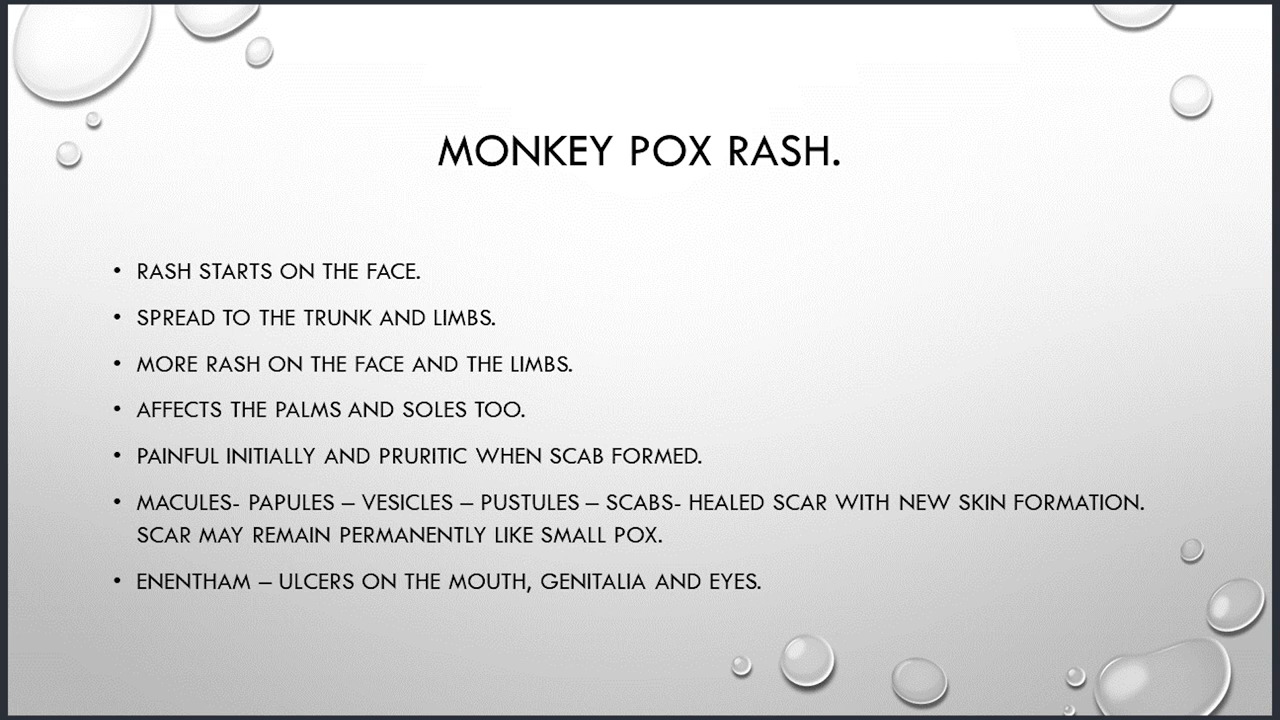 MONKEY POX RASH.
• RASH STARTS ON THE FACE.
• SPREAD TO THE TRUNK AND LIMBS.
• MORE RASH ON THE FACE AND THE LIMBS.
• AFFECTS THE PALMS AND SOLES TOO.
• PAINFUL INITIALLY AND PRURITIC WHEN SCAB FORMED.
• MACULES- PAPULES – VESICLES – PUSTULES – SCABS- HEALED SCAR WITH NEW SKIN FORMATION.
SCAR MAY REMAIN PERMANENTLY LIKE SMALL POX.
• ENENTHAM – ULCERS ON THE MOUTH, GENITALIA AND EYES.